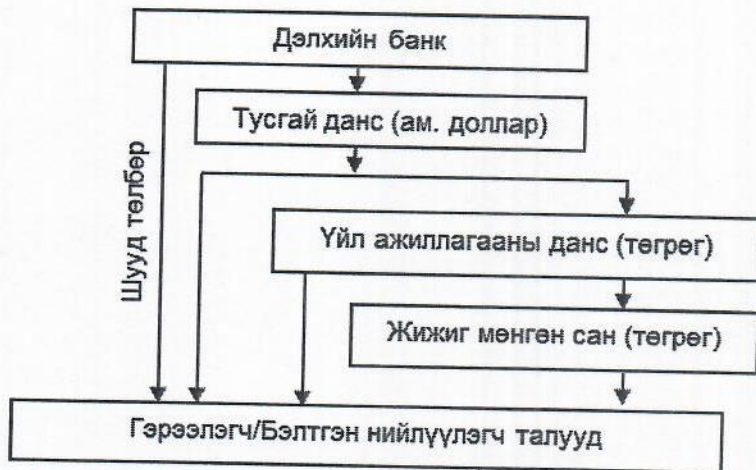 Дэлхийн банк
Тусгай данс (ам. доллар)
Шууд төлбөр
Үйл ажиллагааны данс (төгрөг)
Жижиг мөнгөн сан (төгрөг)
Гэрээлэгч/Бэлтгэн нийлүүлэгч талууд